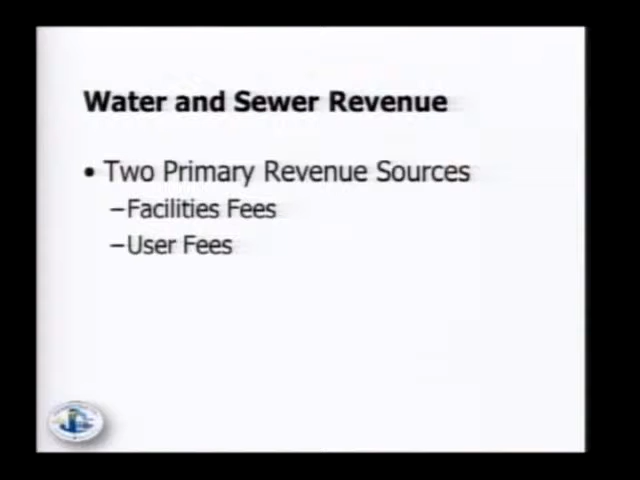 Water and Sewer Revenue
• Two Primary Revenue Sources
–Facilities Fees
–User Fees